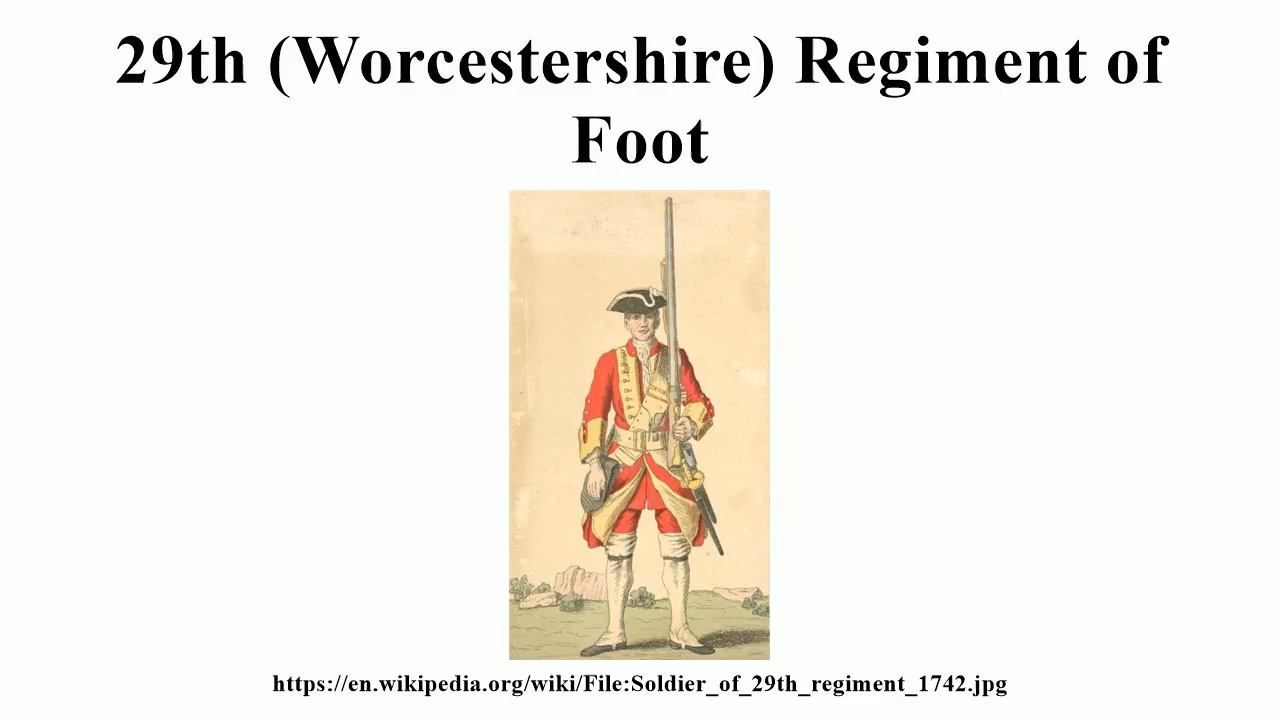 29th (Worcestershire) Regiment of
Foot
https://en.wikipedia.org/wiki/File:Soldier_of_29th_regiment_1742.jpg